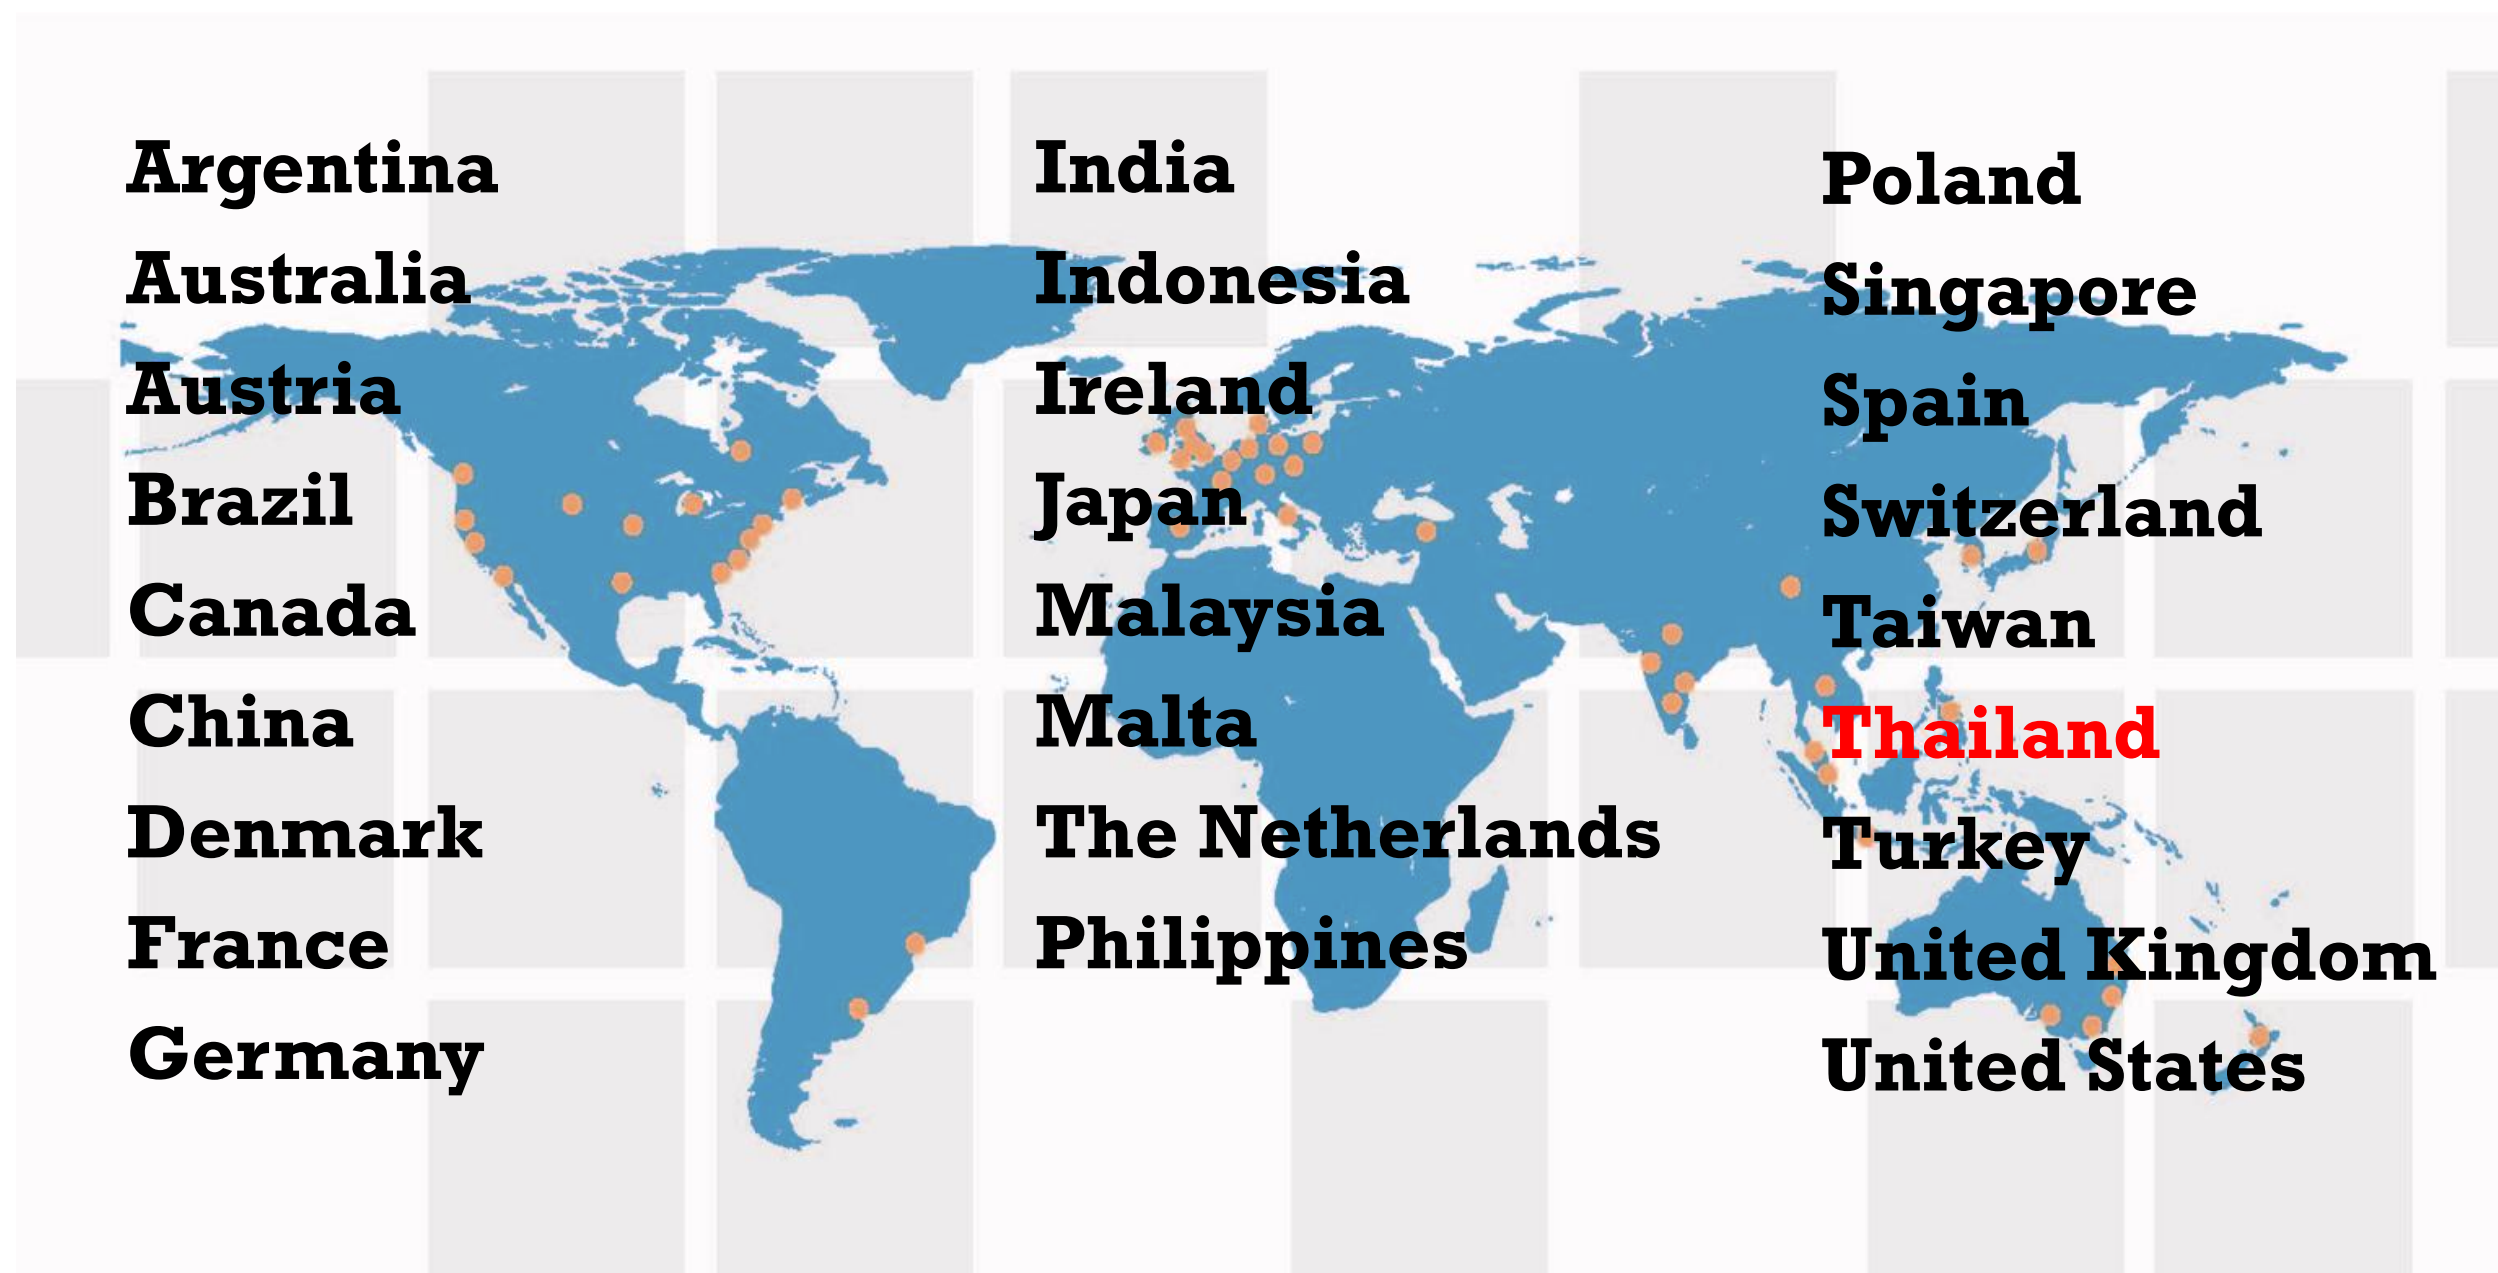 Argentina
Australia
Austria
Brazil
Canada
China
Denmark
France
Germany
India
Indonesia
Ireland
Japan
Malaysia
Malta
The Netherlands
Philippines
Poland
Singapore
Spain
Switzerland
Taiwan
Thailand
Turkey
United Kingdom
United States